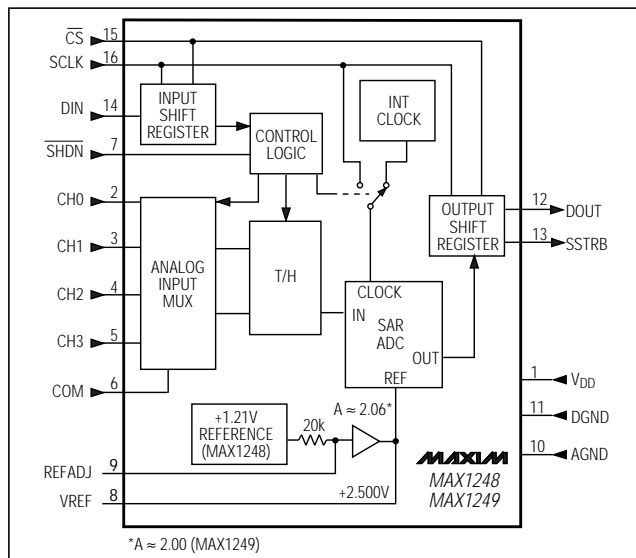 CS 15
SCLK 16
DIN 14
SHDN 7
CH0 2
CH1 3
CH2 4
CH3 5
COM 6
REFADJ 9
VREF 8
INPUT
SHIFT
REGISTER
CONTROL
LOGIC
INT
CLOCK
ANALOG
INPUT
MUX
T/H
CLOCK
IN
SAR
ADC
OUT
REF
OUTPUT
SHIFT
REGISTER
12 DOUT
13 SSTRB
1 VDD
11 DGND
10 AGND
+1.21V
REFERENCE
(MAX1248)
20k
A ≈ 2.06*
+2.500V
MAXIM
MAX1248
MAX1249
*A ≈ 2.00 (MAX1249)